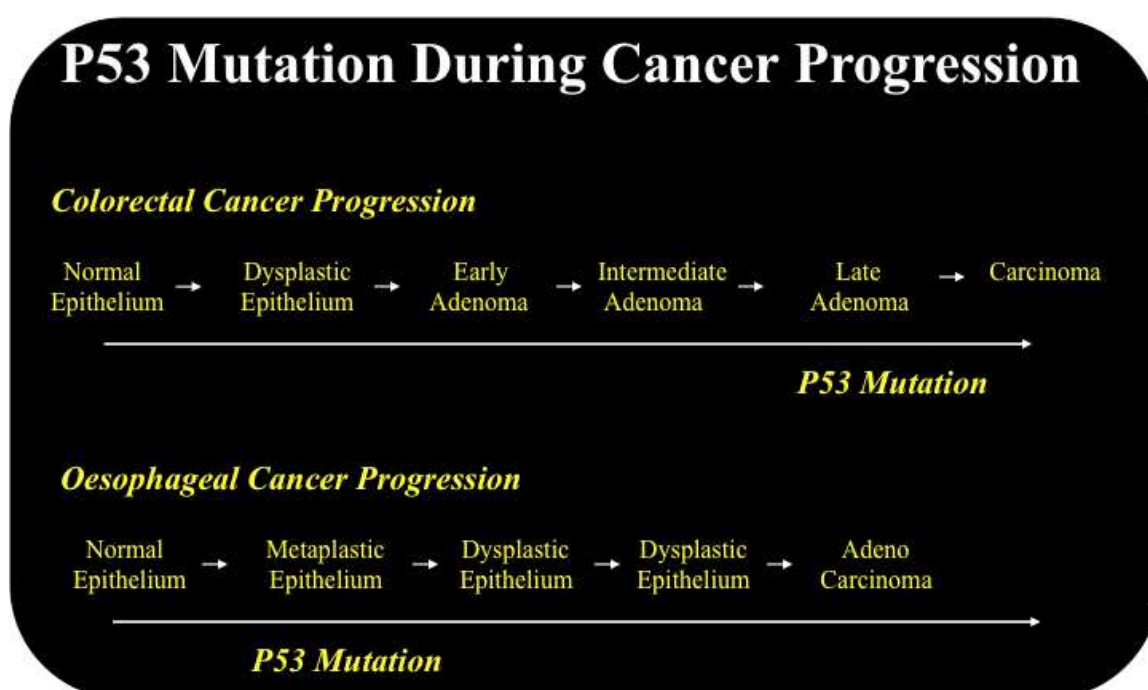 P53 Mutation During Cancer Progression
Colorectal Cancer Progression
Normal Epithelium → Dysplastic Epithelium → Early Adenoma → Intermediate Adenoma → Late Adenoma → Carcinoma
P53 Mutation
Oesophageal Cancer Progression
Normal Epithelium → Metaplastic Epithelium → Dysplastic Epithelium → Dysplastic Epithelium → Adeno Carcinoma
P53 Mutation